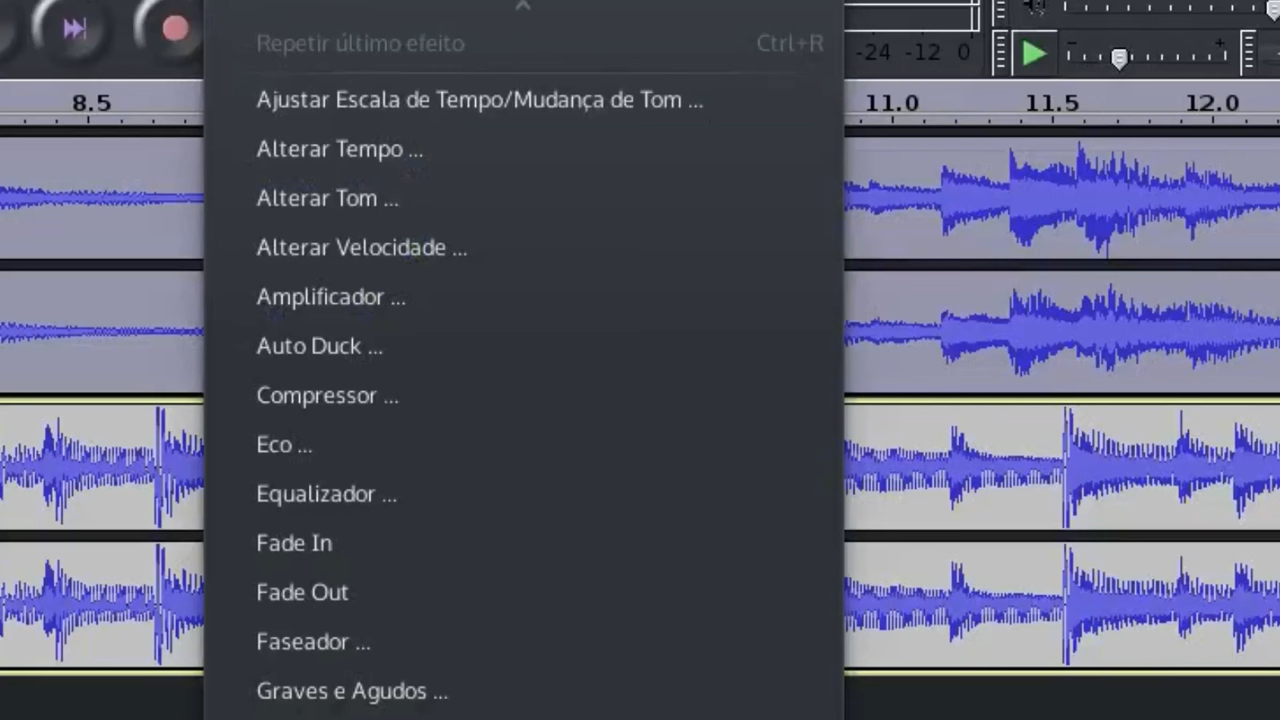 Repetir último efeito Ctrl+R
-24 -12 0
- +
8.5 11.0 11.5 12.0
Ajustar Escala de Tempo/Mudança de Tom ...
Alterar Tempo ...
Alterar Tom ...
Alterar Velocidade ...
Amplificador ...
Auto Duck ...
Compressor ...
Eco ...
Equalizador ...
Fade In
Fade Out
Faseador ...
Graves e Agudos ...